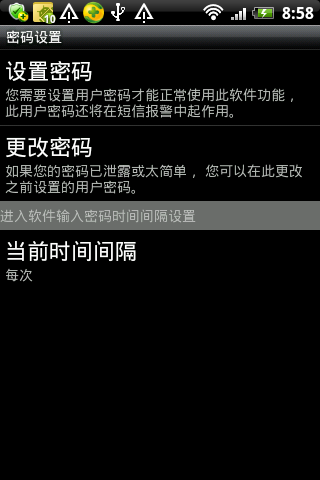 10
8:58
密码设置
设置密码
您需要设置用户密码才能正常使用此软件功能，
此用户密码还将在短信报警中起作用。
更改密码
如果您的密码已泄露或太简单，您可以在此更改
之前设置的用户密码。
进入软件输入密码时间间隔设置
当前时间间隔
每次